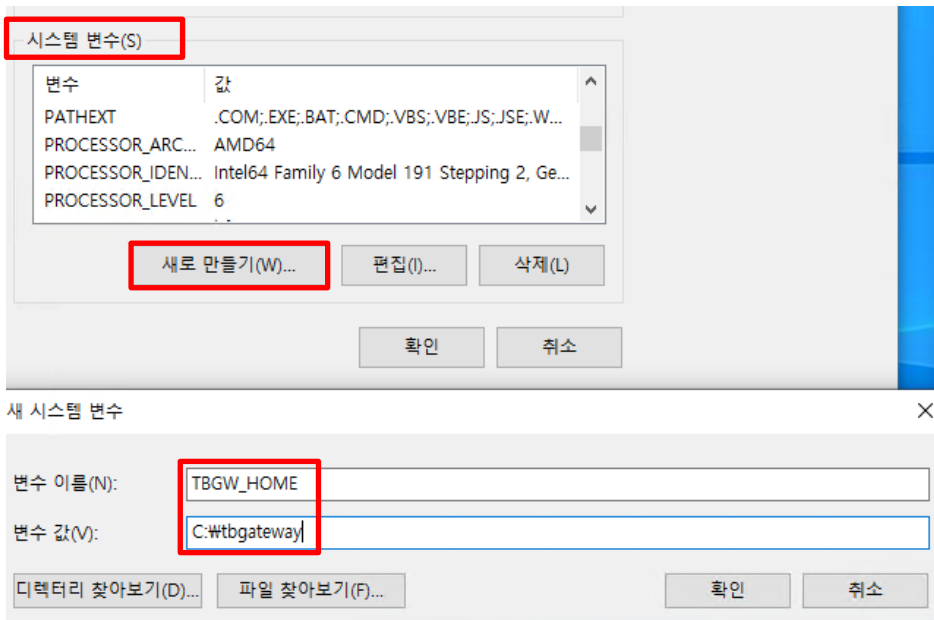 시스템 변수(S)
변수 값
PATHEXT .COM;.EXE;.BAT;.CMD;.VBS;.VBE;.JS;.JSE;.W...
PROCESSOR_ARC... AMD64
PROCESSOR_IDEN... Intel64 Family 6 Model 191 Stepping 2, Ge...
PROCESSOR_LEVEL 6
새로 만들기(W)... 편집(I)... 삭제(L)
확인 취소
새 시스템 변수
변수 이름(N): TBGW_HOME
변수 값(V): C:₩tbgateway
디렉터리 찾아보기(D)... 파일 찾아보기(F)... 확인 취소